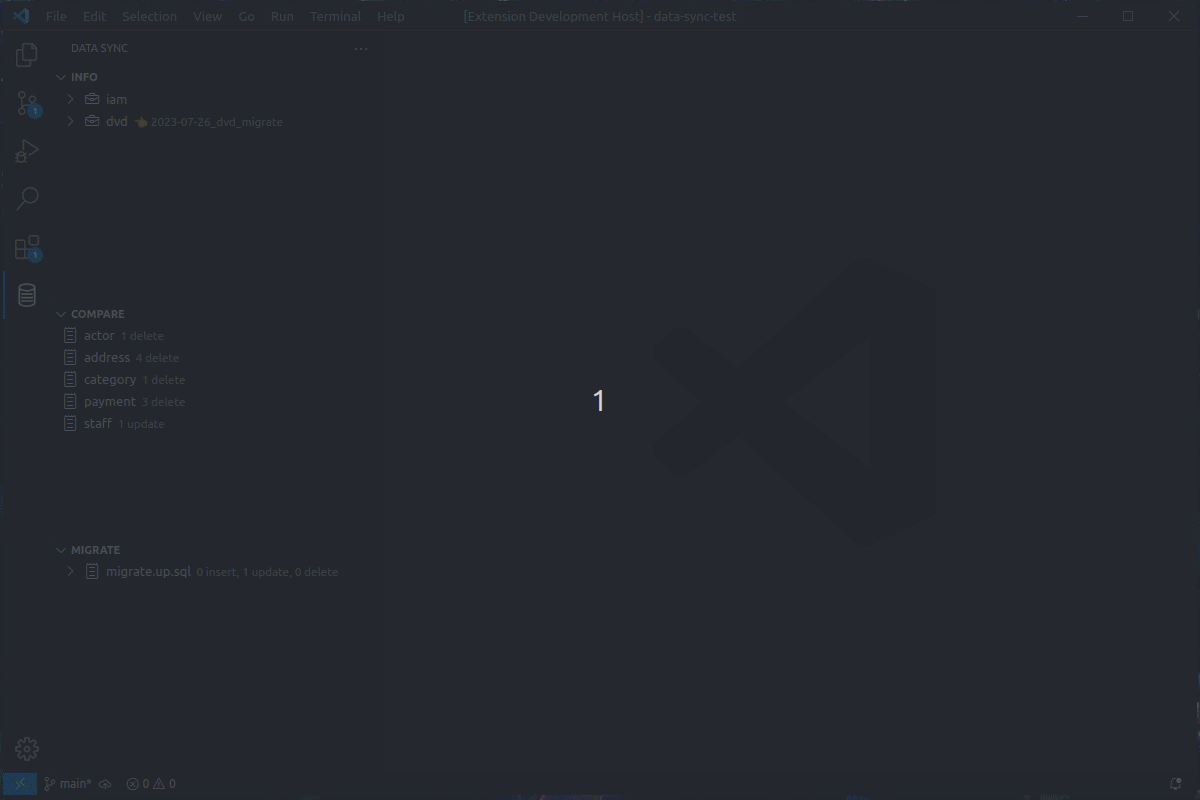 File Edit Selection View Go Run Terminal Help [Extension Development Host] - data-sync-test
DATA SYNC
INFO
iam
dvd 2023-07-26_dvd_migrate
1
1
COMPARE
actor 1 delete
address 4 delete
category 1 delete
payment 3 delete
staff 1 update
1
MIGRATE
migrate.up.sql 0 insert, 1 update, 0 delete
main* 0 0